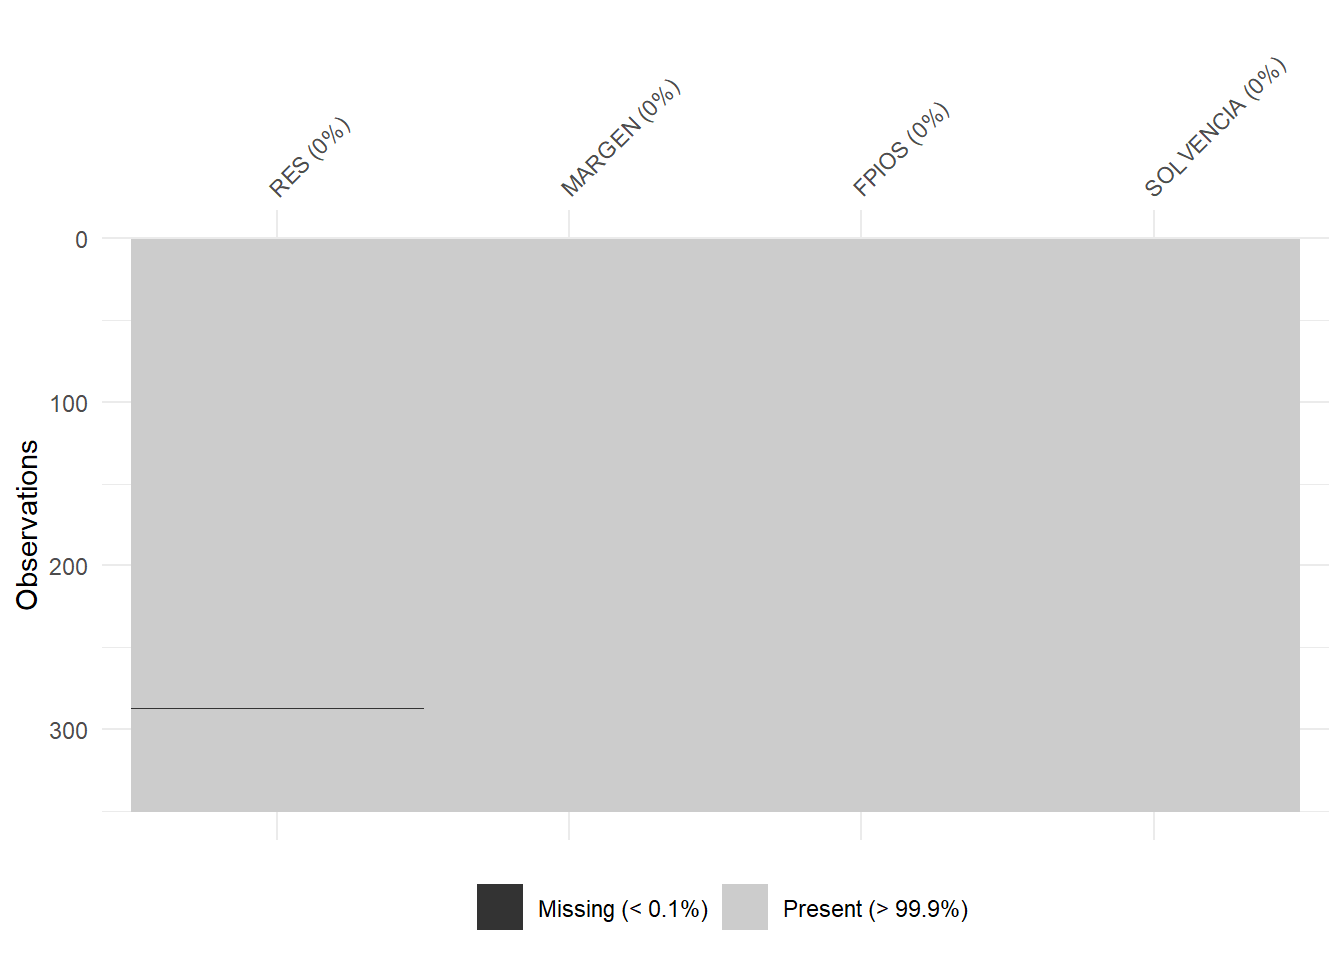 RES (0%)
MARGEN (0%)
FPIOS (0%)
SOLVENCIA (0%)
0
100
200
300
Observations
Missing (< 0.1%)
Present (> 99.9%)